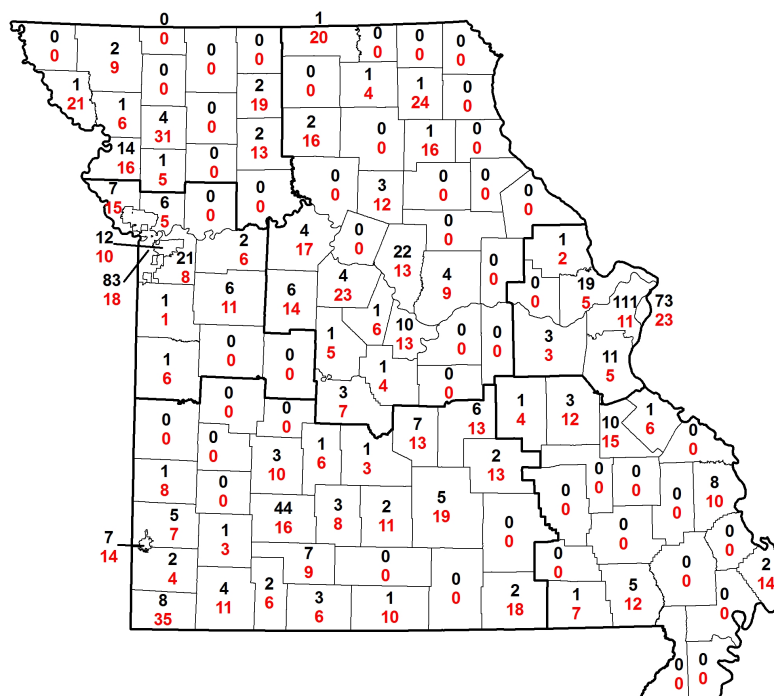 0 1
0 20
0 2 0 0 0 0 0 0
0 9 0 0 0 0 0 0
1 0 2 0 1 1 0
21 0 19 0 4 24 0
1 4 0 2 2 0 1 0
6 31 0 13 16 0 16 0
14 1 0 0 3 0 0
16 5 0 0 12 0 0
7 6 0 0 0 0
15 5 0 0 0 0
12 2 4 0 22 1
10 6 17 0 13 2
83 21 6 6 4 4 0 0 19 111 73
18 8 11 14 23 9 0 0 5 11 23
1 1 1 10 0 0 3 11
1 5 6 13 0 0 3 5
1 0 0 1 0
6 0 0 4 0
0 0 3 7 6 1 3 10 1 0
0 0 7 13 13 4 12 15 6 0
0 0 3 1 1 2 0 0 0 8
0 0 10 6 3 13 0 0 0 10
1 0 44 3 2 5 0 0 0 0
8 0 16 8 11 19 0 0 0 0
7 5 1 7 0 0 0 2
14 7 3 9 0 0 0 14
2 4 2 3 1 0 2 1 5 0
4 11 6 6 10 0 18 7 12 0
8 0 0
35 0 0